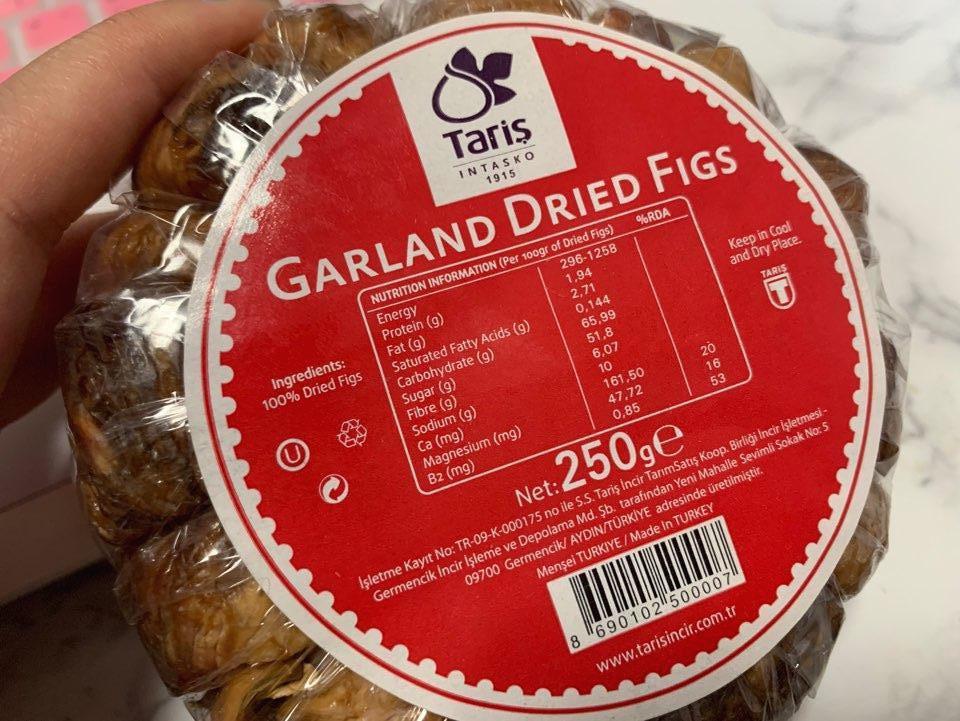 Tariş
INTASKO
1915
GARLAND DRIED FIGS
NUTRITION INFORMATION (Per 100gr of Dried Figs) %RDA
Energy 296-1258
Protein (g) 1,94
Fat (g) 2,71
Saturated Fatty Acids (g) 0,144
Carbohydrate (g) 65,99
Sugar (g) 51,8
Fibre (g) 6,07
Sodium (g) 10
Ca (mg) 161,50 20
Magnesium (mg) 47,72 16
B2 (mg) 0.85 53
Keep in Cool
and Dry Place.
TARİŞ
Ingredients:
100% Dried Figs
U
Net: 250g e
İşletme Kayıt No: TR-09-K-000175 no ile S.S. Tariş İncir TarımSatış Koop. Birliği İncir İşletmesi -
Germencik İncir İşleme ve Depolama Md. Şb. tarafından Yeni Mahalle Sevimli Sokak No: 5
09700 Germencik/ AYDIN/TÜRKİYE adresinde üretilmiştir.
Menşei TURKIYE / Made In TURKEY
8 690102 500007
www.tarisincir.com.tr